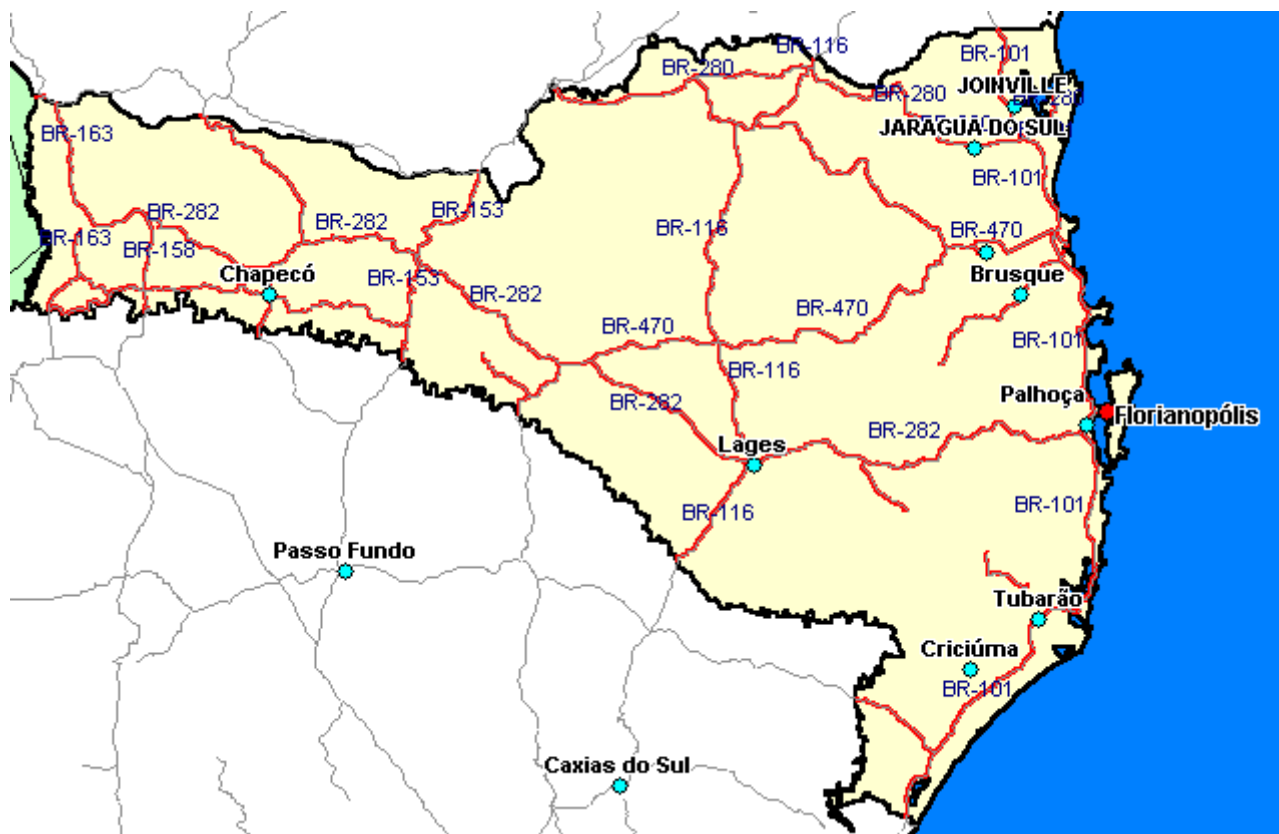 BR-116
BR-101
BR-280
JOINVILLE
BR-280
BR-280
BR-163
JARAGUA DO SUL
BR-101
BR-282
BR-153
BR-282
BR-116
BR-470
BR-163
BR-158
Chapecó
BR-153
BR-282
Brusque
BR-470
BR-470
BR-101
BR-116
Palhoça
BR-282
Florianopólis
BR-282
Lages
BR-116
BR-101
Passo Fundo
Tubarão
Criciúma
BR-101
Caxias do Sul